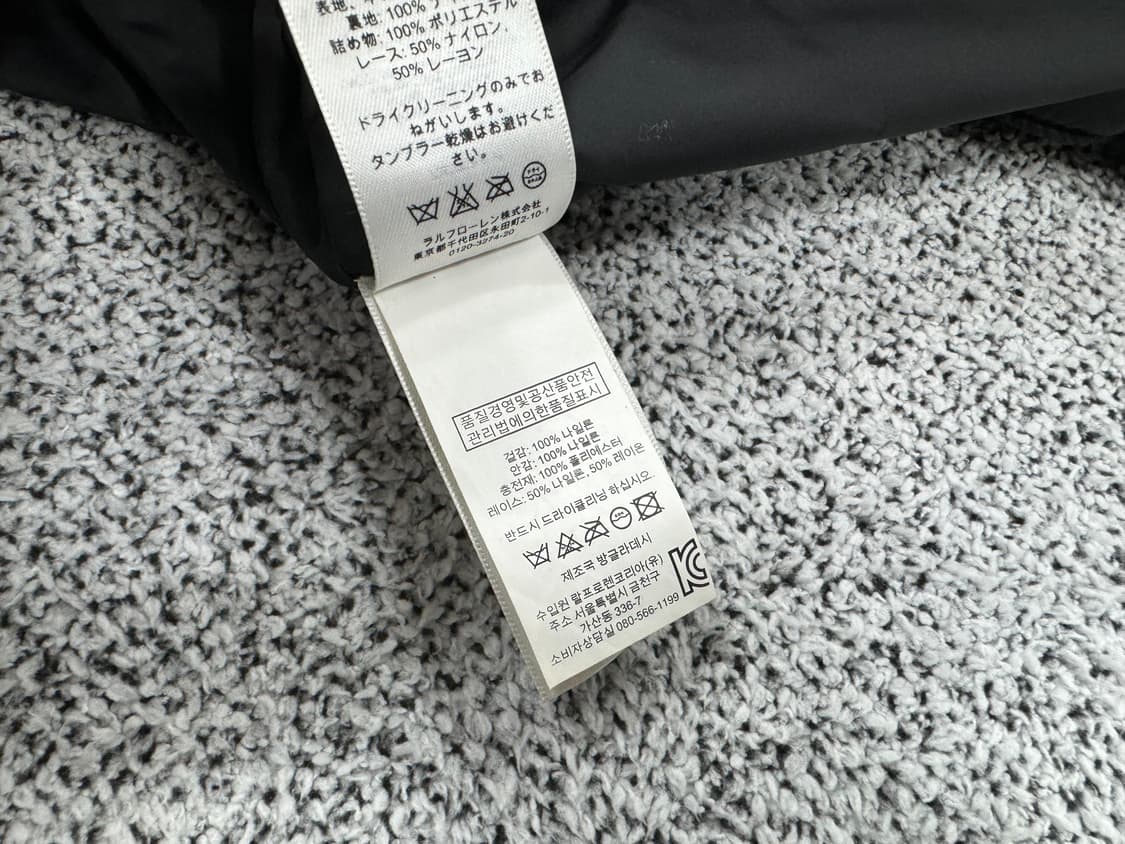 表地、
裏地: 100% ナ
詰め物: 100% ポリエステル
レース: 50% ナイロン、
50% レーヨン
ドライクリーニングのみでお
ねがいします。
タンブラー乾燥はお避けくだ
さい。
ラルフローレン株式会社
東京都千代田区永田町2-10-1
0120-3274-20
품질경영및공산품안전
관리법에의한품질표시
겉감: 100% 나일론
안감: 100% 나일론
충전재: 100% 폴리에스터
레이스: 50% 나일론, 50% 레이온
반드시 드라이클리닝 하십시오.
제조국 방글라데시
수입원 랄프로렌코리아(유)
주소 서울특별시 금천구
가산동 336-7
소비자상담실 080-566-1199